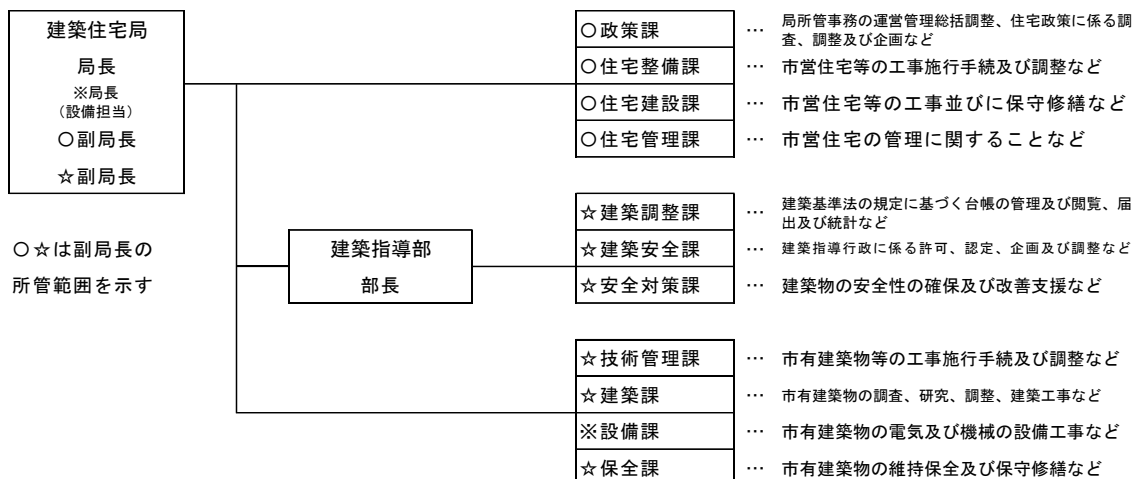 建築住宅局
局長
※局長
（設備担当）
〇副局長
☆副局長
〇☆は副局長の
所管範囲を示す
建築指導部
部長
〇政策課 … 局所管事務の運営管理総括調整、住宅政策に係る調
査、調整及び企画など
〇住宅整備課 … 市営住宅等の工事施行手続及び調整など
〇住宅建設課 … 市営住宅等の工事並びに保守修繕など
〇住宅管理課 … 市営住宅の管理に関することなど
☆建築調整課 … 建築基準法の規定に基づく台帳の管理及び閲覧、届
出及び統計など
☆建築安全課 … 建築指導行政に係る許可、認定、企画及び調整など
☆安全対策課 … 建築物の安全性の確保及び改善支援など
☆技術管理課 … 市有建築物等の工事施行手続及び調整など
☆建築課 … 市有建築物の調査、研究、調整、建築工事など
※設備課 … 市有建築物の電気及び機械の設備工事など
☆保全課 … 市有建築物の維持保全及び保守修繕など